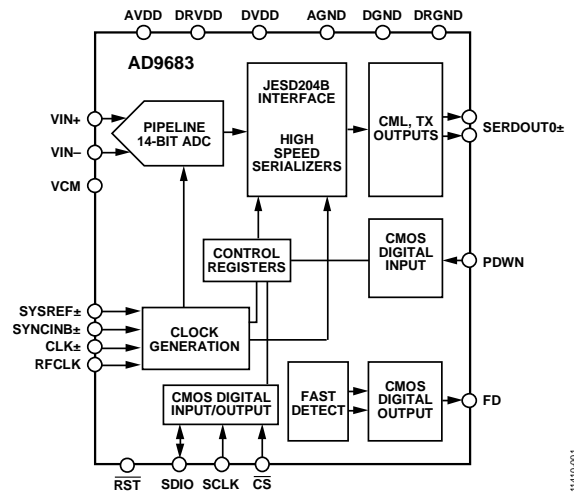 AVDD DRVDD DVDD AGND DGND DRGND
AD9683
JESD204B
INTERFACE
HIGH
SPEED
SERIALIZERS
CML, TX
OUTPUTS
SERDOUT0±
VIN+
PIPELINE
14-BIT ADC
VIN–
VCM
CONTROL
REGISTERS
CMOS
DIGITAL
INPUT
PDWN
SYSREF±
SYNCINB±
CLK±
RFCLK
CLOCK
GENERATION
CMOS DIGITAL
INPUT/OUTPUT
FAST
DETECT
CMOS
DIGITAL
OUTPUT
FD
RST SDIO SCLK CS
11410-001